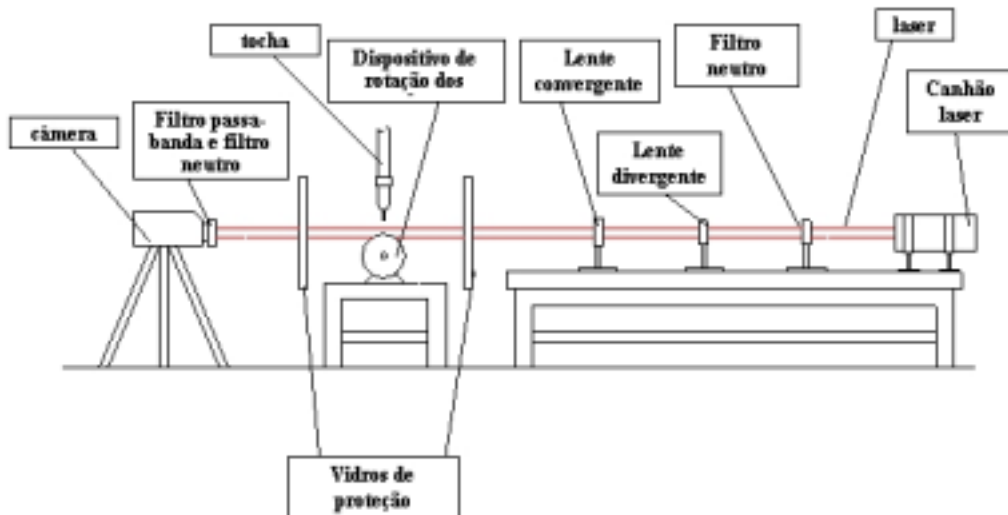 laser
tocha
Dispositivo de
rotação dos
Lente
convergente
Filtro
neutro
Canhão
laser
câmera
Filtro passa-
banda e filtro
neutro
Lente
divergente
Vidros de
proteção